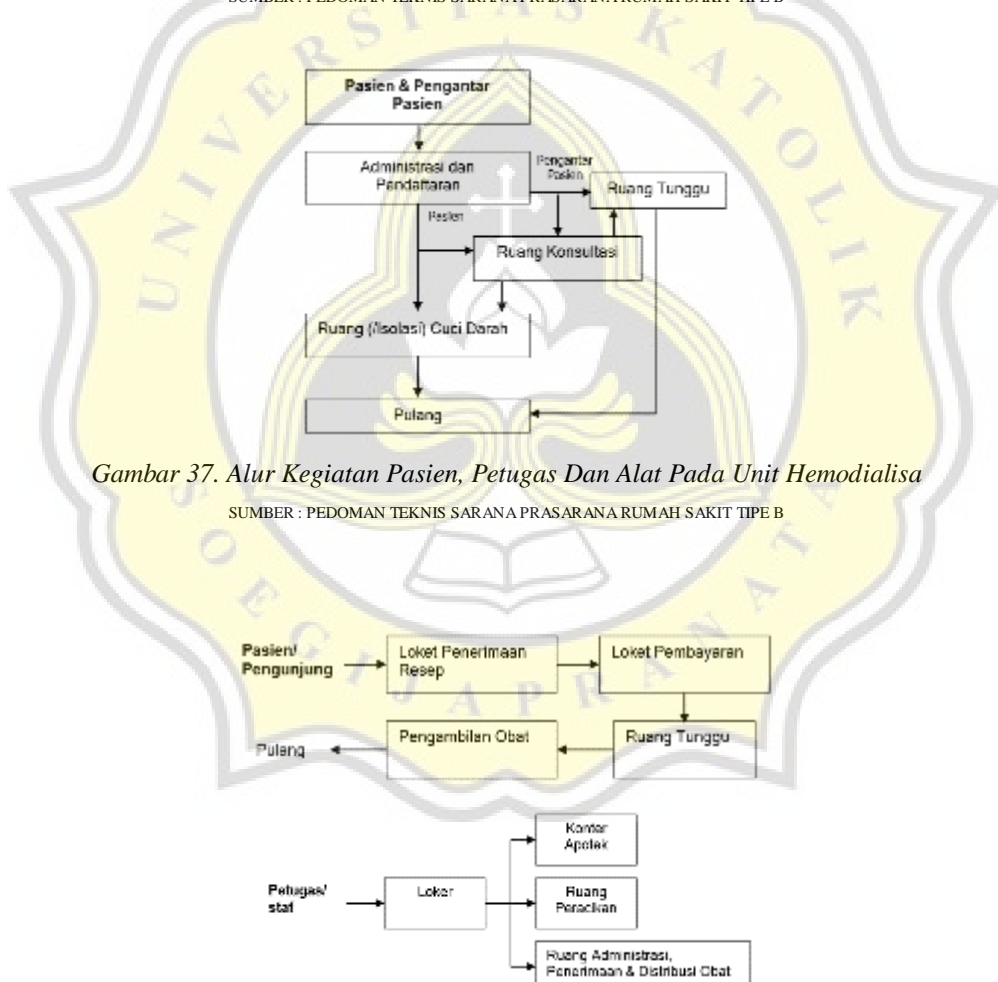 SUMBER : PEDOMAN TEKNIS SARANA PRASARANA RUMAH SAKIT TIPE B
Pasien & Pengantar
Pasien
Administrasi dan
Pendaftaran
Pengantar
Pasien
Ruang Tunggu
Pasien
Ruang Konsultasi
Ruang (/Isolasi) Cuci Darah
Pulang
Gambar 37. Alur Kegiatan Pasien, Petugas Dan Alat Pada Unit Hemodialisa
SUMBER : PEDOMAN TEKNIS SARANA PRASARANA RUMAH SAKIT TIPE B
Pasien/
Pengunjung
Loket Penerimaan
Resep
Loket Pembayaran
Pulang
Pengambilan Obat
Ruang Tunggu
Konter
Apotek
Petugas/
staf
Loker
Ruang
Peracikan
Ruang Administrasi,
Penerimaan & Distribusi Obat
UNIVERSITAS KATOLIK
SOEGIJAPRANATA